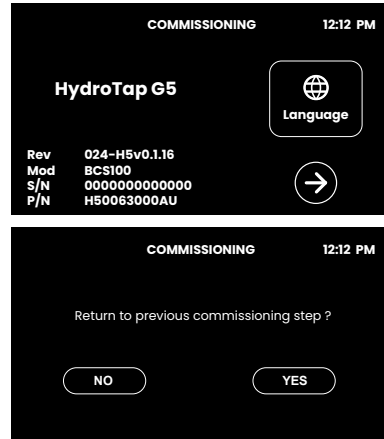 COMMISSIONING 12:12 PM
HydroTap G5
Language
Rev 024-H5v0.1.16
Mod BCS100
S/N 0000000000000
P/N H50063000AU
COMMISSIONING 12:12 PM
Return to previous commissioning step ?
NO YES